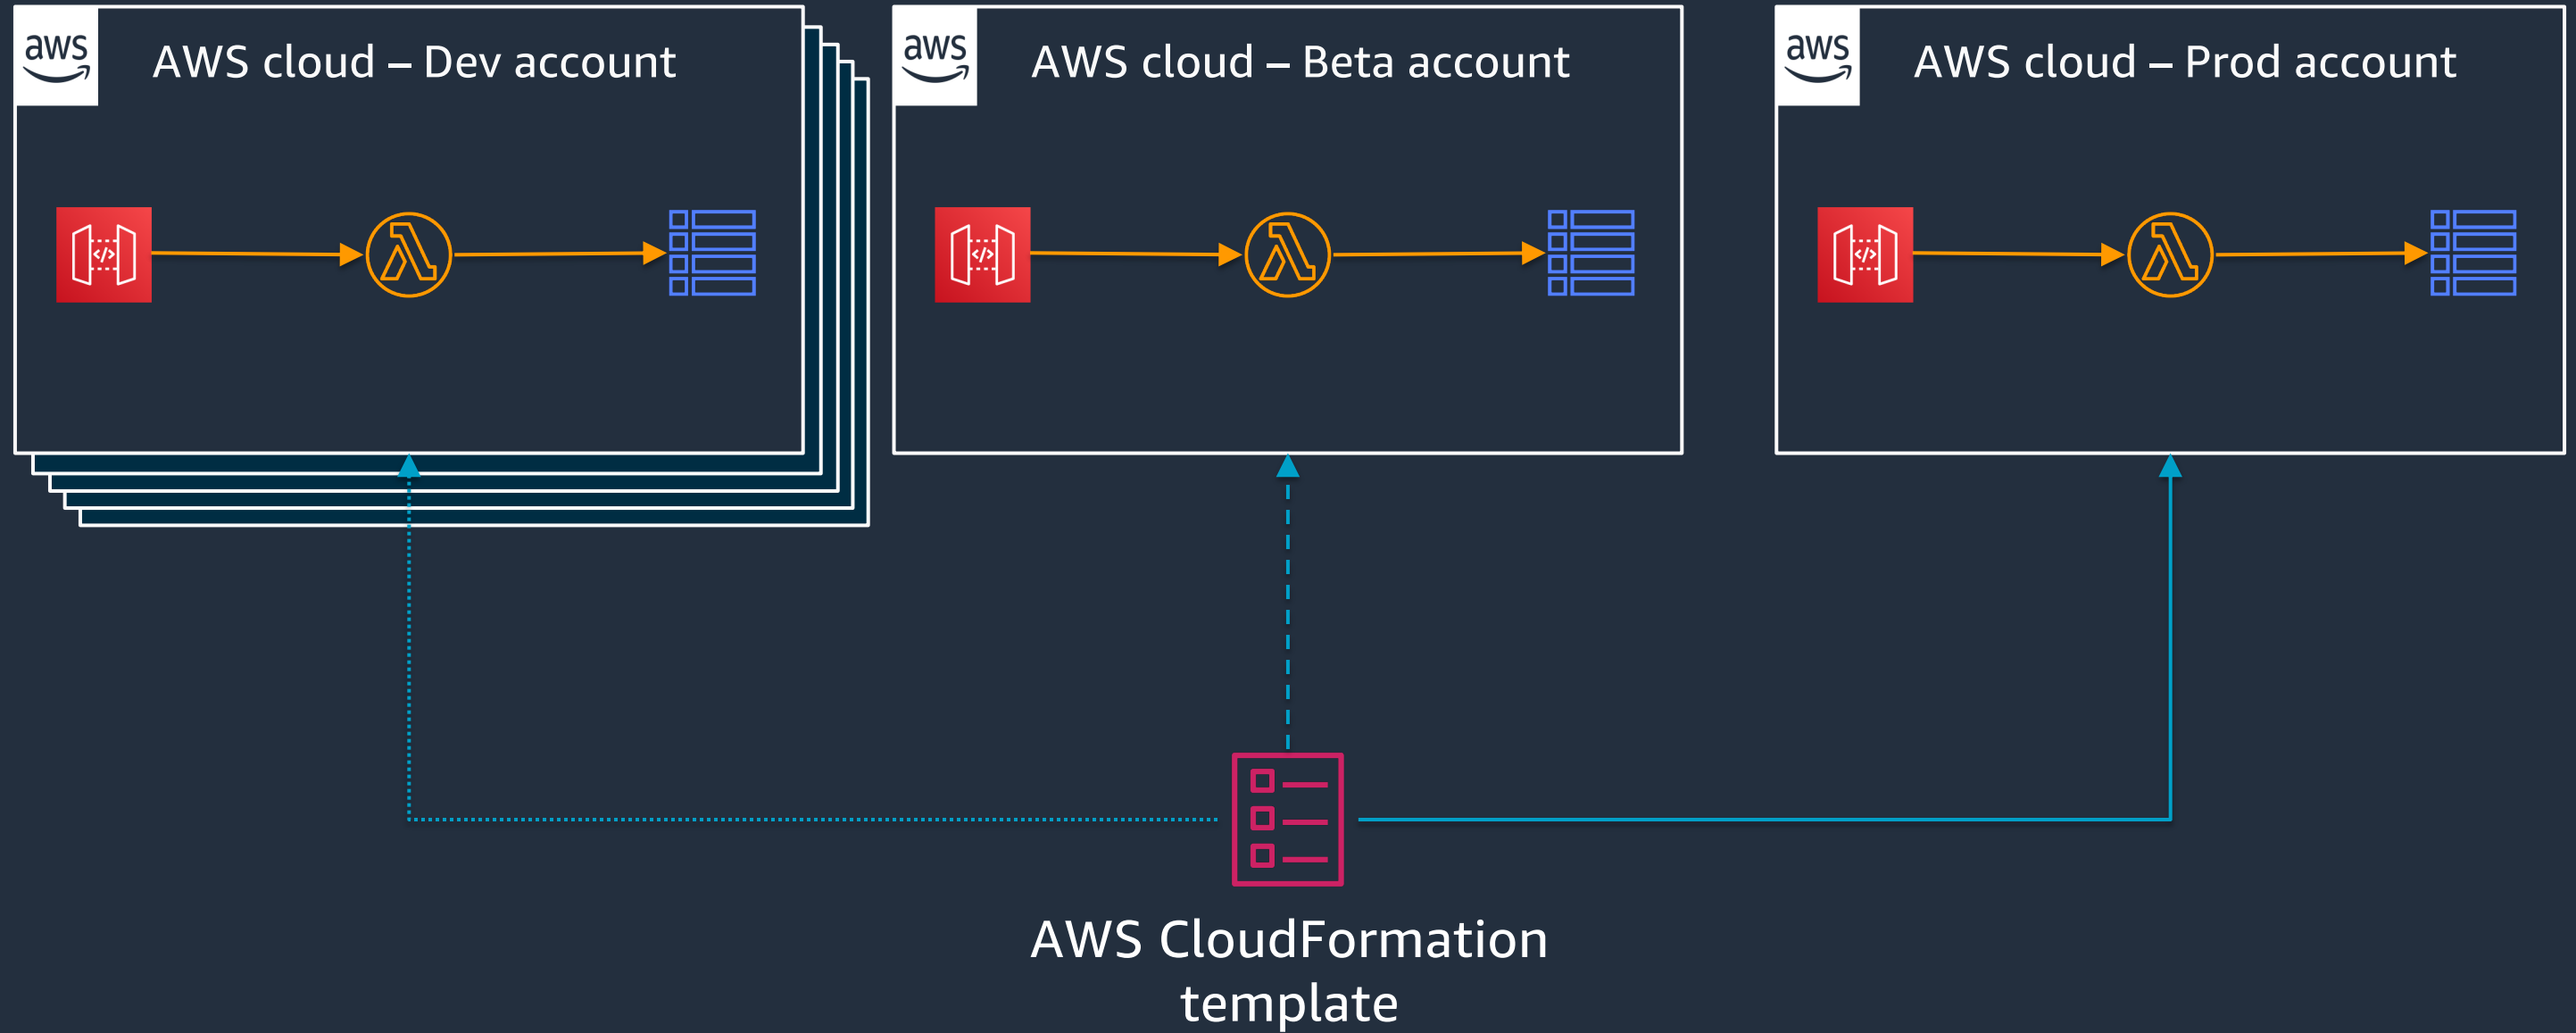 aws
AWS cloud – Dev account
aws
AWS cloud – Beta account
aws
AWS cloud – Prod account
</>
</>
</>
AWS CloudFormation
template